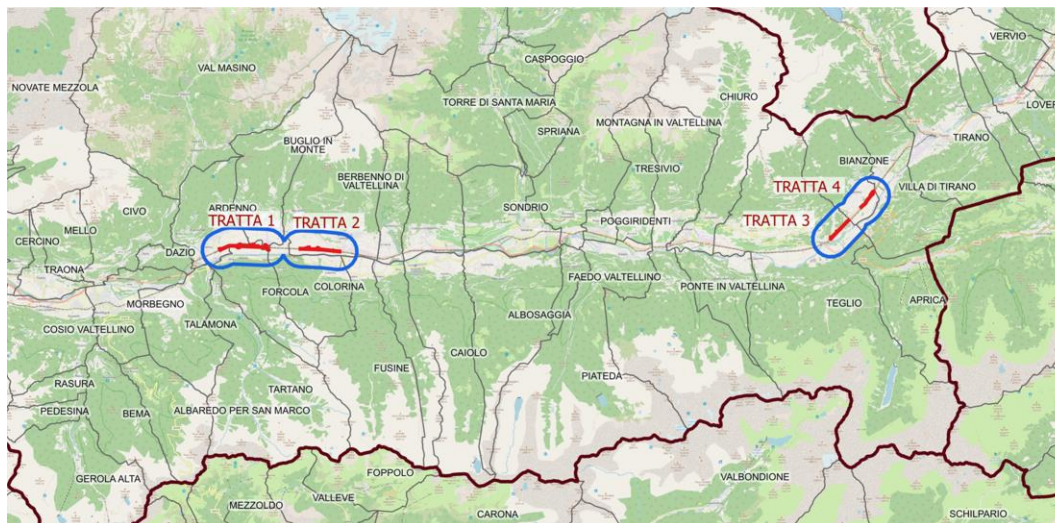 VERVIO
CASPOGGIO
VAL MASINO
NOVATE MEZZOLA
CHIURO
TORRE DI SANTA MARIA
LOVER
MONTAGNA IN VALTELLINA
SPRIANA
TIRANO
BUGLIO IN
MONTE
BIANZONE
TRESIVIO
BERBENNO DI
VALTELLINA
TRATTA 4
VILLA DI TIRANO
ARDENNO
SONDRIO
CIVO
TRATTA 1
TRATTA 2
TRATTA 3
POGGIRIDENTI
MELLO
CERCINO
DAZIO
TRAONA
FAEDO VALTELLINO
COLORINA
PONTE IN VALTELLINA
FORCOLA
MORBEGNO
TEGLIO
APRICA
ALBOSAGGIA
TALAMONA
COSIO VALTELLINO
CAIOLO
FUSINE
PIATEDA
RASURA
TARTANO
PEDESINA
BEMA
ALBAREDO PER SAN MARCO
FOPPOLO
GEROLA ALTA
VALBONDIONE
VALLEVE
MEZZOLDO
CARONA
SCHILPARIO